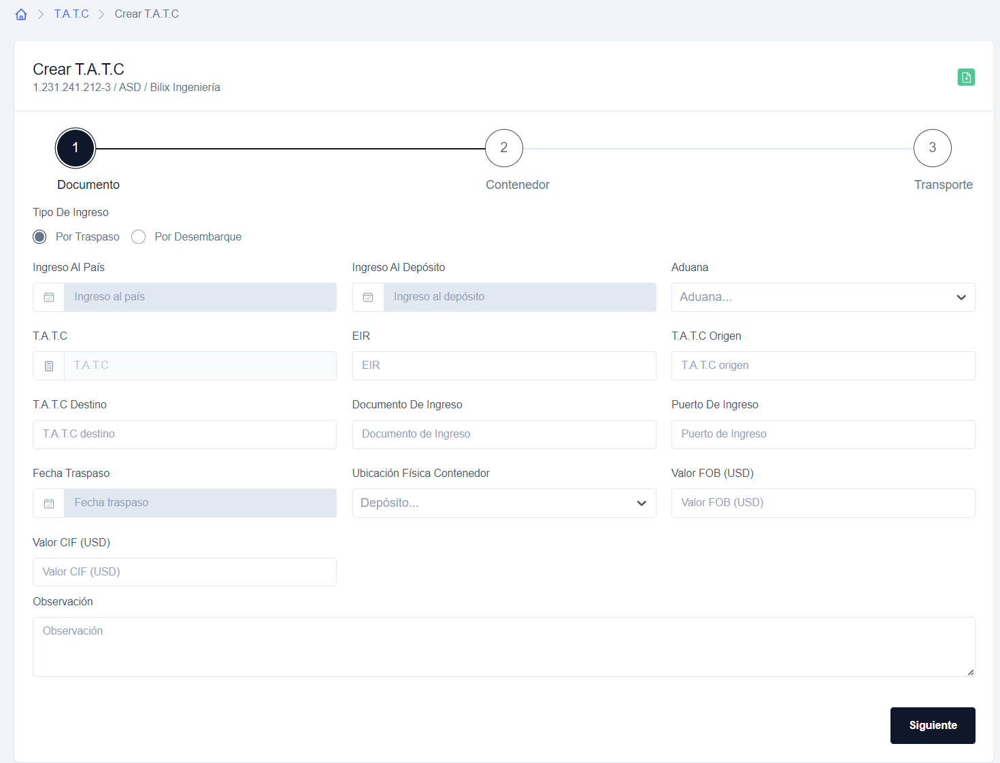 T.A.T.C Crear T.A.T.C
Crear T.A.T.C
1.231.241.212-3 / ASD / Bilix Ingeniería
1 2 3
Documento Contenedor Transporte
Tipo De Ingreso
Por Traspaso Por Desembarque
Ingreso Al País Ingreso Al Depósito Aduana
Ingreso al país Ingreso al depósito Aduana...
T.A.T.C EIR T.A.T.C Origen
T.A.T.C EIR T.A.T.C origen
T.A.T.C Destino Documento De Ingreso Puerto De Ingreso
T.A.T.C destino Documento de Ingreso Puerto de Ingreso
Fecha Traspaso Ubicación Física Contenedor Valor FOB (USD)
Fecha traspaso Depósito... Valor FOB (USD)
Valor CIF (USD)
Valor CIF (USD)
Observación
Observación
Siguiente